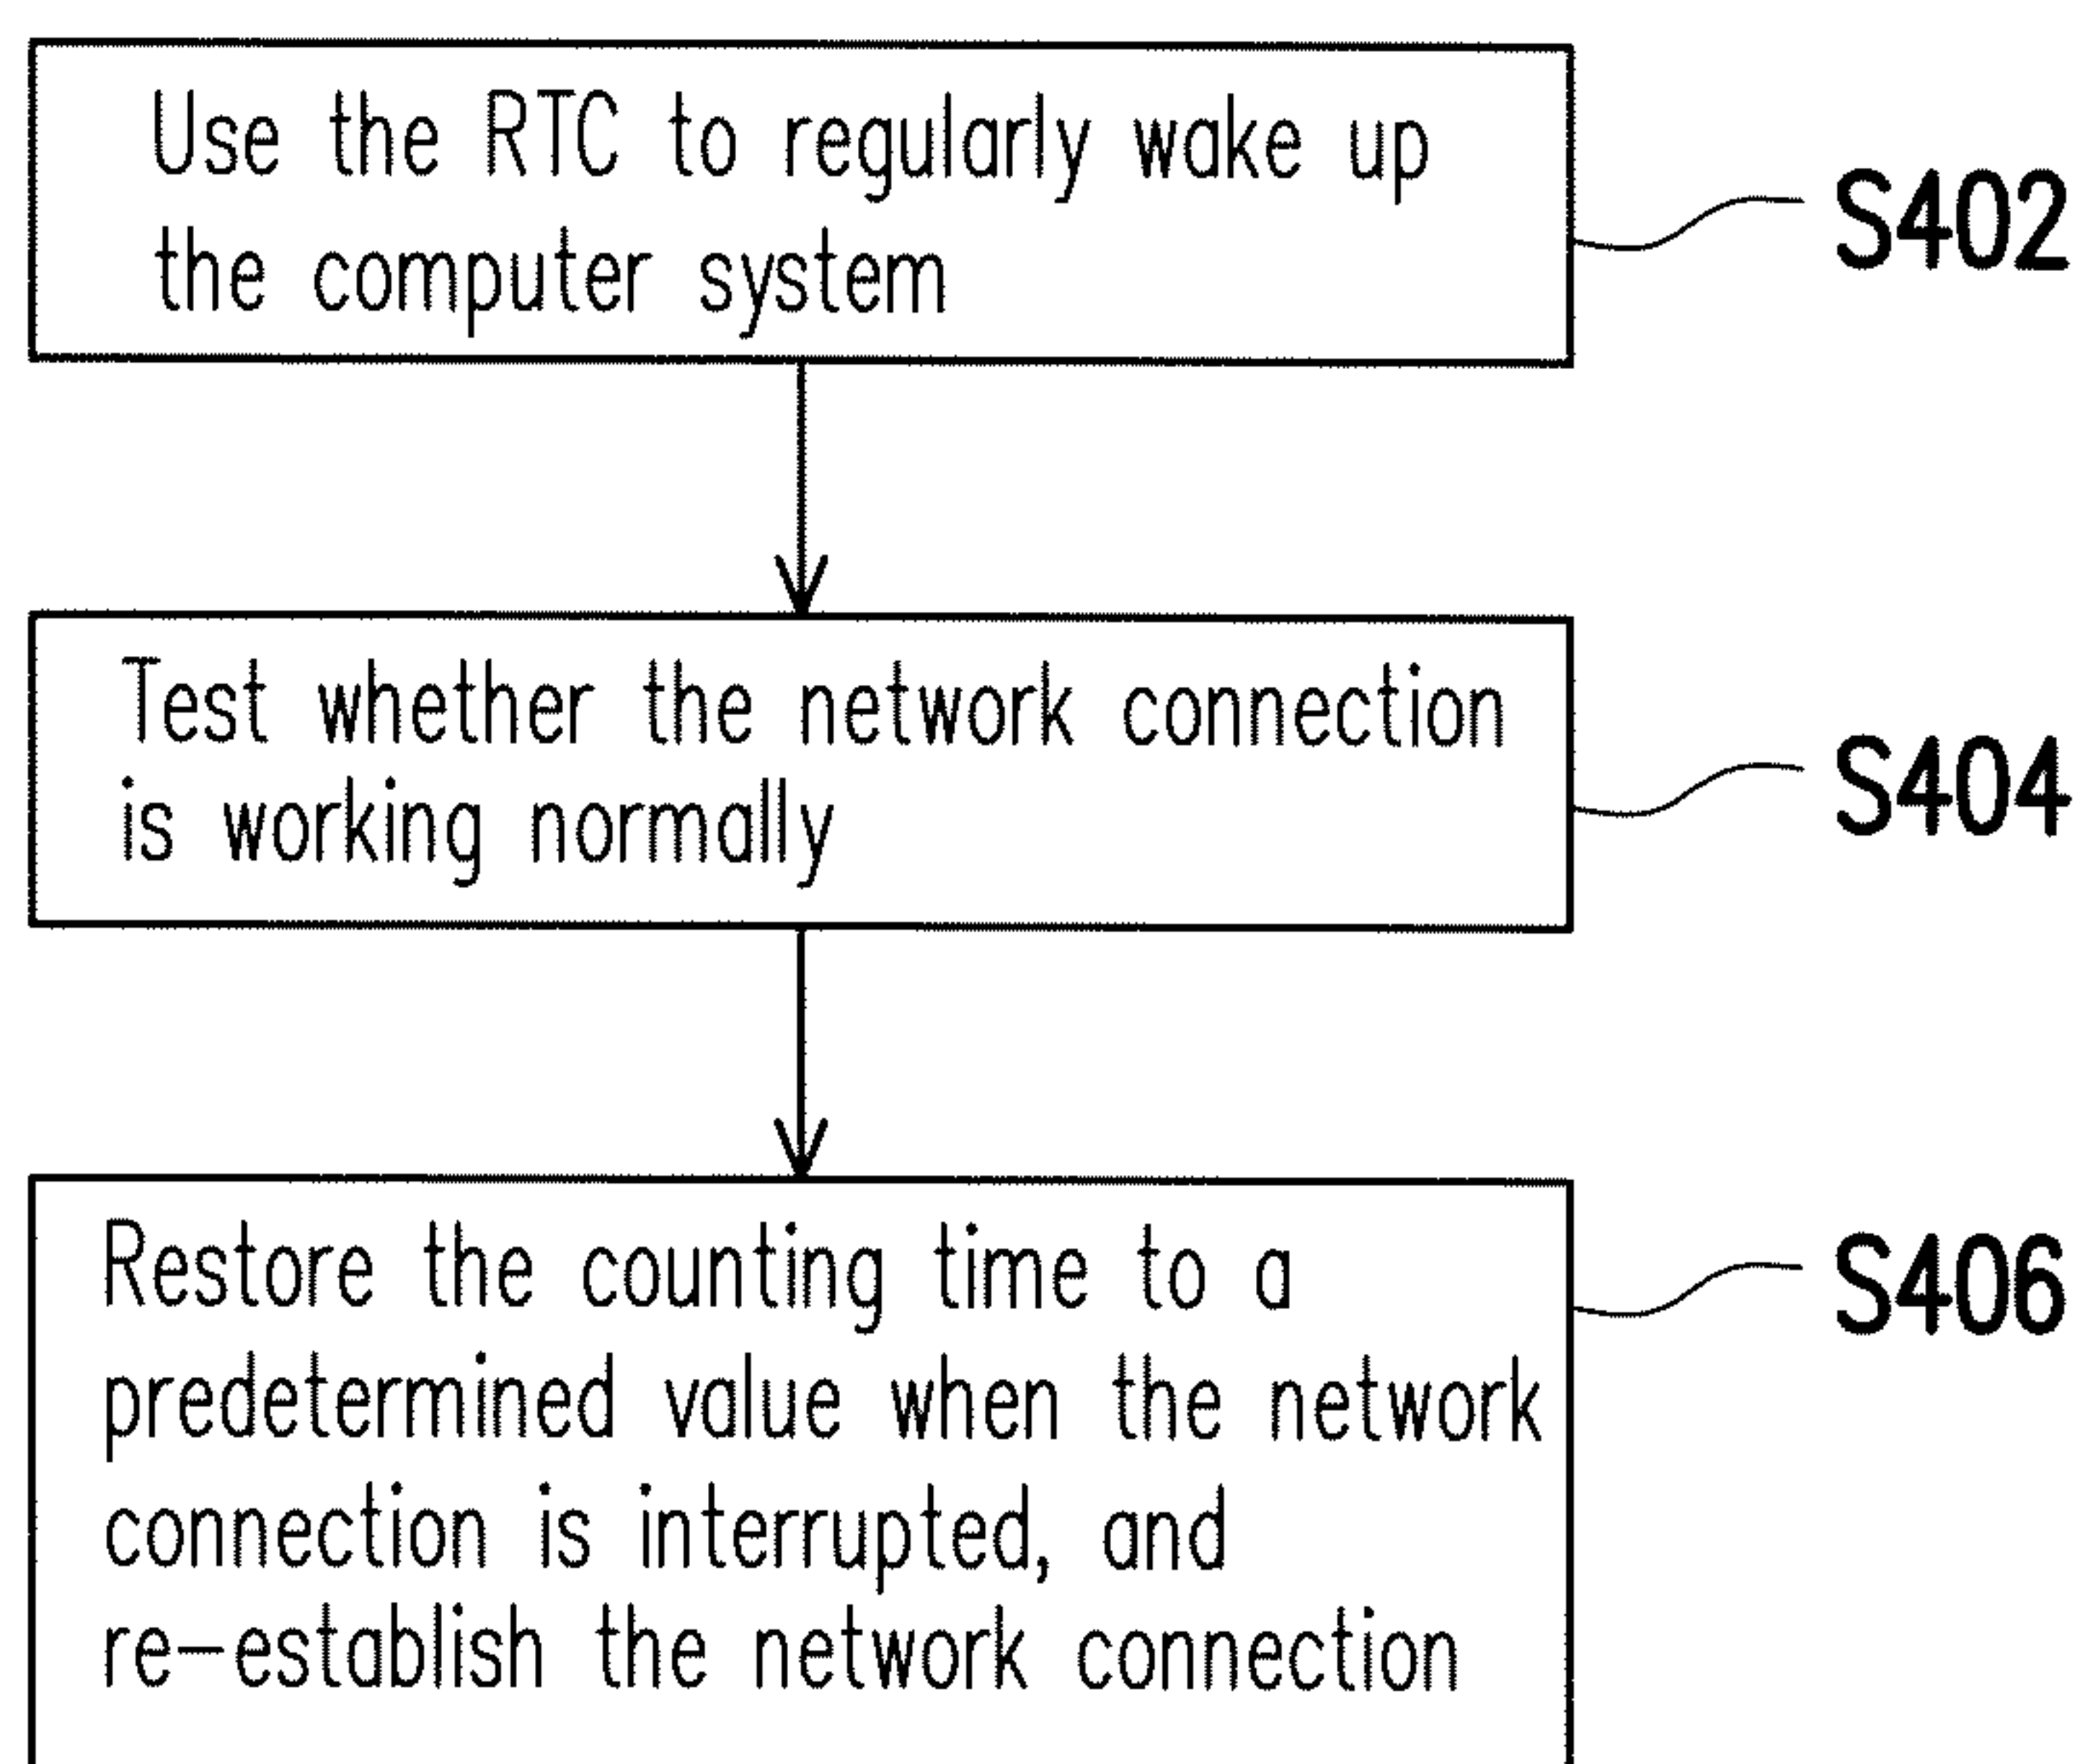 Use the RTC to regularly wake up
the computer system
S402
Test whether the network connection
is working normally
S404
Restore the counting time to a
predetermined value when the network
connection is interrupted, and
re-establish the network connection
S406